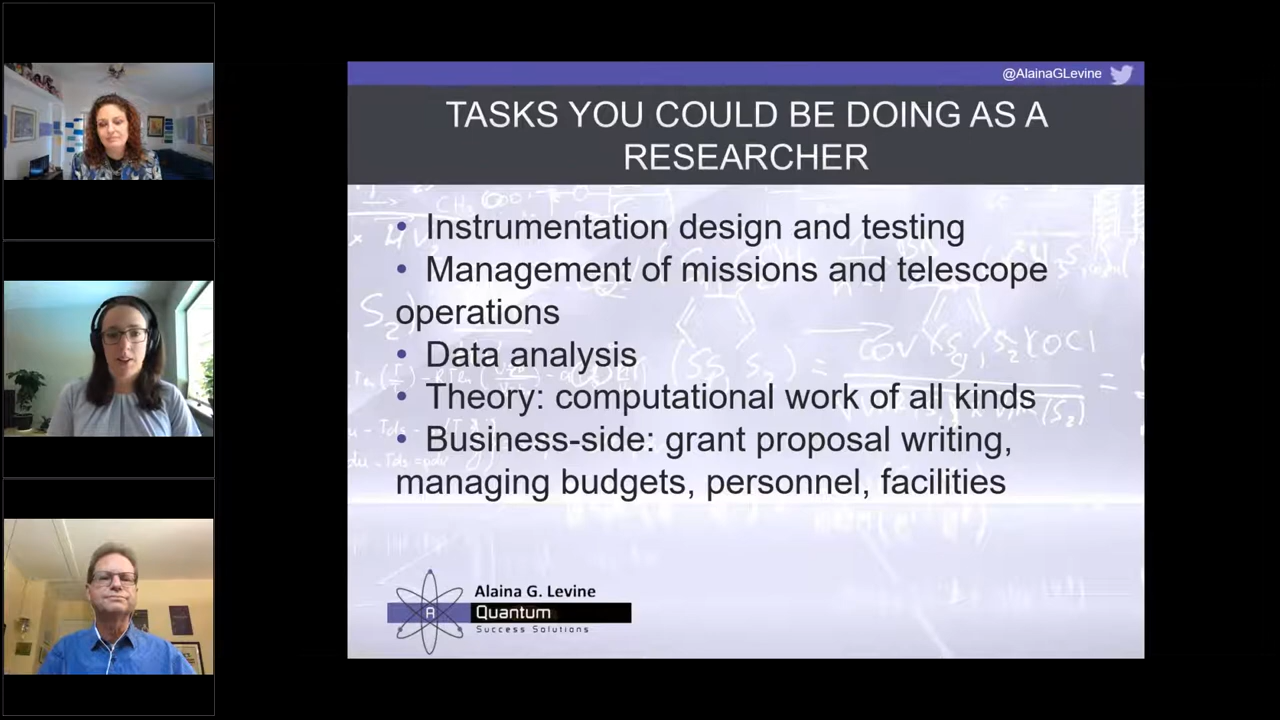 @AlainaGLevine
TASKS YOU COULD BE DOING AS A
RESEARCHER
• Instrumentation design and testing
• Management of missions and telescope
operations
• Data analysis
• Theory: computational work of all kinds
• Business-side: grant proposal writing,
managing budgets, personnel, facilities
A
Alaina G. Levine
Quantum
Success Solutions